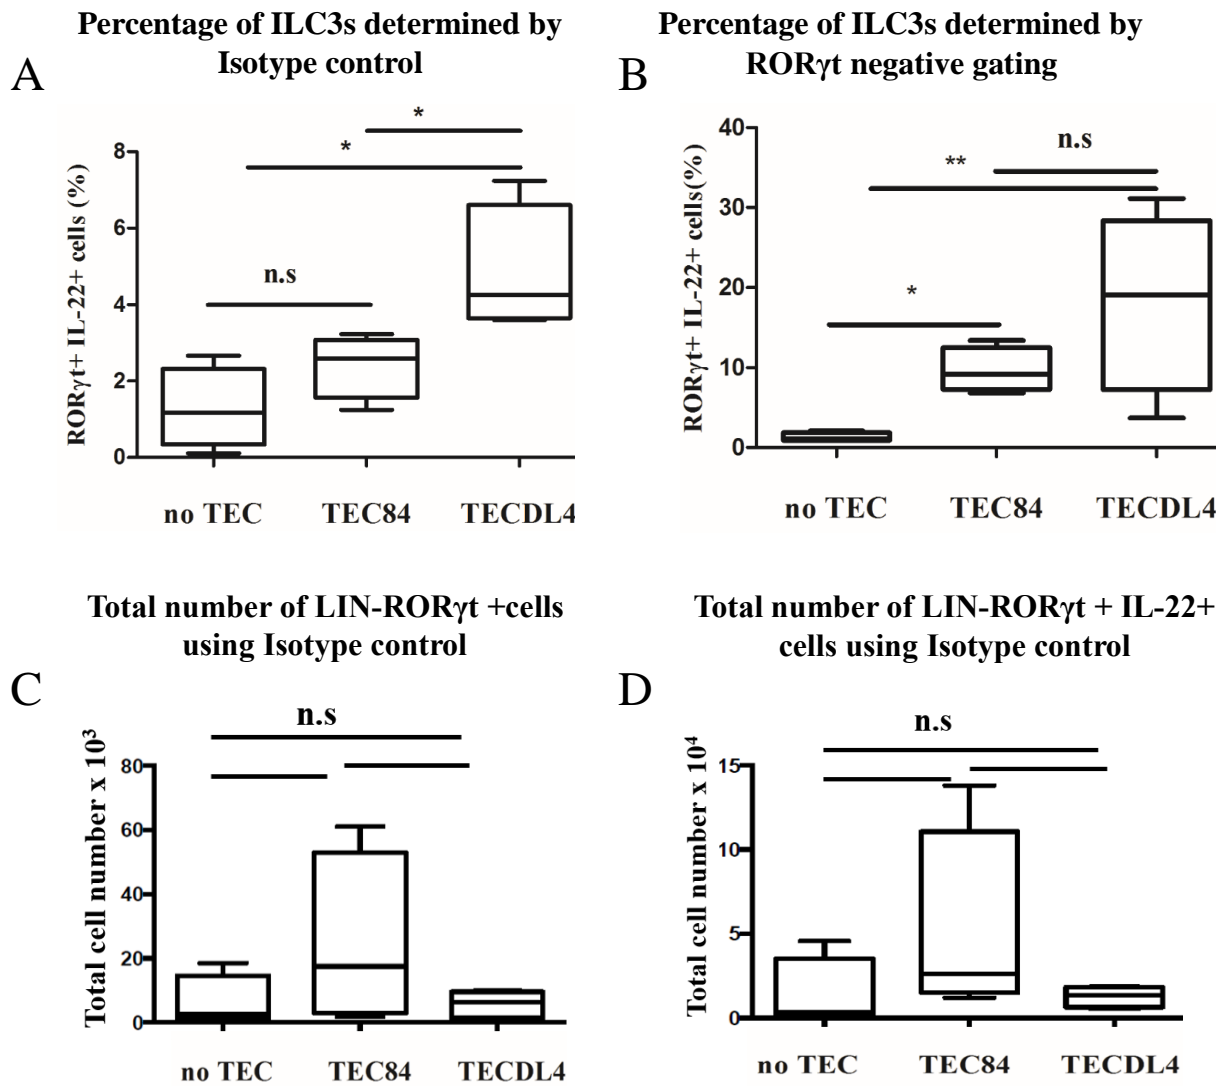 Percentage of ILC3s determined by
Isotype control
A
RORγt+ IL-22+ cells (%)
8
6
4
2
0
*
*
n.s
no TEC TEC84 TECDL4
Percentage of ILC3s determined by
RORγt negative gating
B
RORγt+ IL-22+ cells(%)
40
30
20
10
0
n.s
**
*
no TEC TEC84 TECDL4
Total number of LIN-RORγt +cells
using Isotype control
C
Total cell number x 10³
80
60
40
20
0
n.s
no TEC TEC84 TECDL4
Total number of LIN-RORγt + IL-22+
cells using Isotype control
D
Total cell number x 10⁴
15
10
5
0
n.s
no TEC TEC84 TECDL4